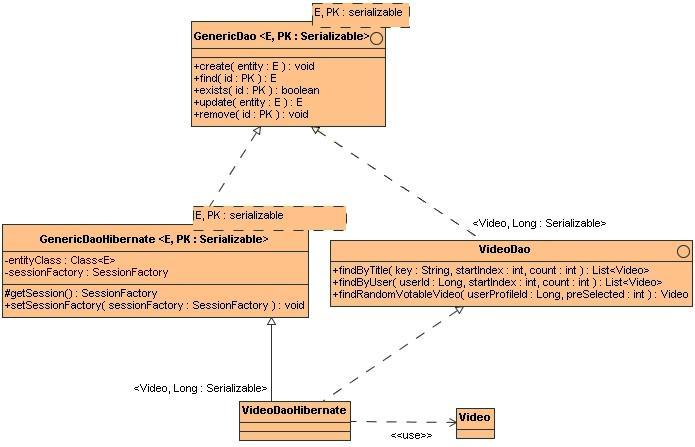 E, PK : serializable
GenericDao <E, PK : Serializable>
+create( entity : E ) : void
+find( id : PK ) : E
+exists( id : PK ) : boolean
+update( entity : E ) : E
+remove( id : PK ) : void
E, PK : serializable
GenericDaoHibernate <E, PK : Serializable>
-entityClass : Class<E>
-sessionFactory : SessionFactory
#getSession() : SessionFactory
+setSessionFactory( sessionFactory : SessionFactory ) : void
<Video, Long : Serializable>
VideoDao
+findByTitle( key : String, startIndex : int, count : int ) : List<Video>
+findByUser( userId : Long, startIndex : int, count : int ) : List<Video>
+findRandomVotableVideo( userProfileId : Long, preSelected : int ) : Video
<Video, Long : Serializable>
VideoDaoHibernate
Video
<<use>>